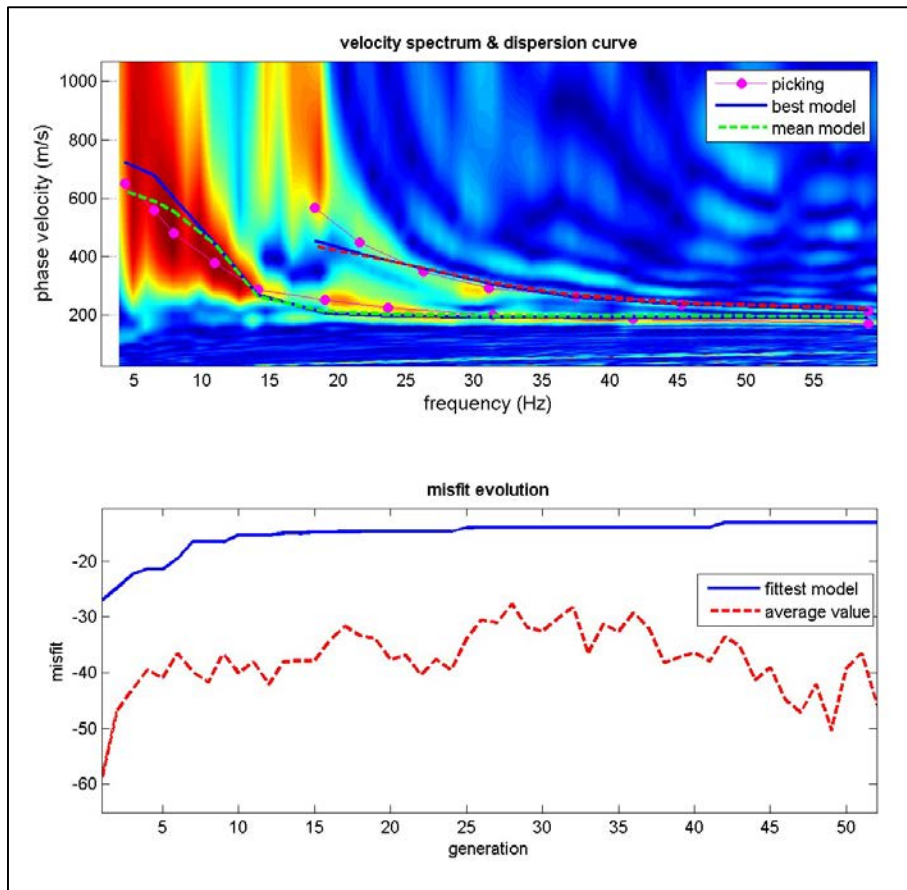 velocity spectrum & dispersion curve
1000
800
600
400
200
phase velocity (m/s)
picking
best model
mean model
5 10 15 20 25 30 35 40 45 50 55
frequency (Hz)
misfit evolution
-20
-30
-40
-50
-60
misfit
fittest model
average value
5 10 15 20 25 30 35 40 45 50
generation